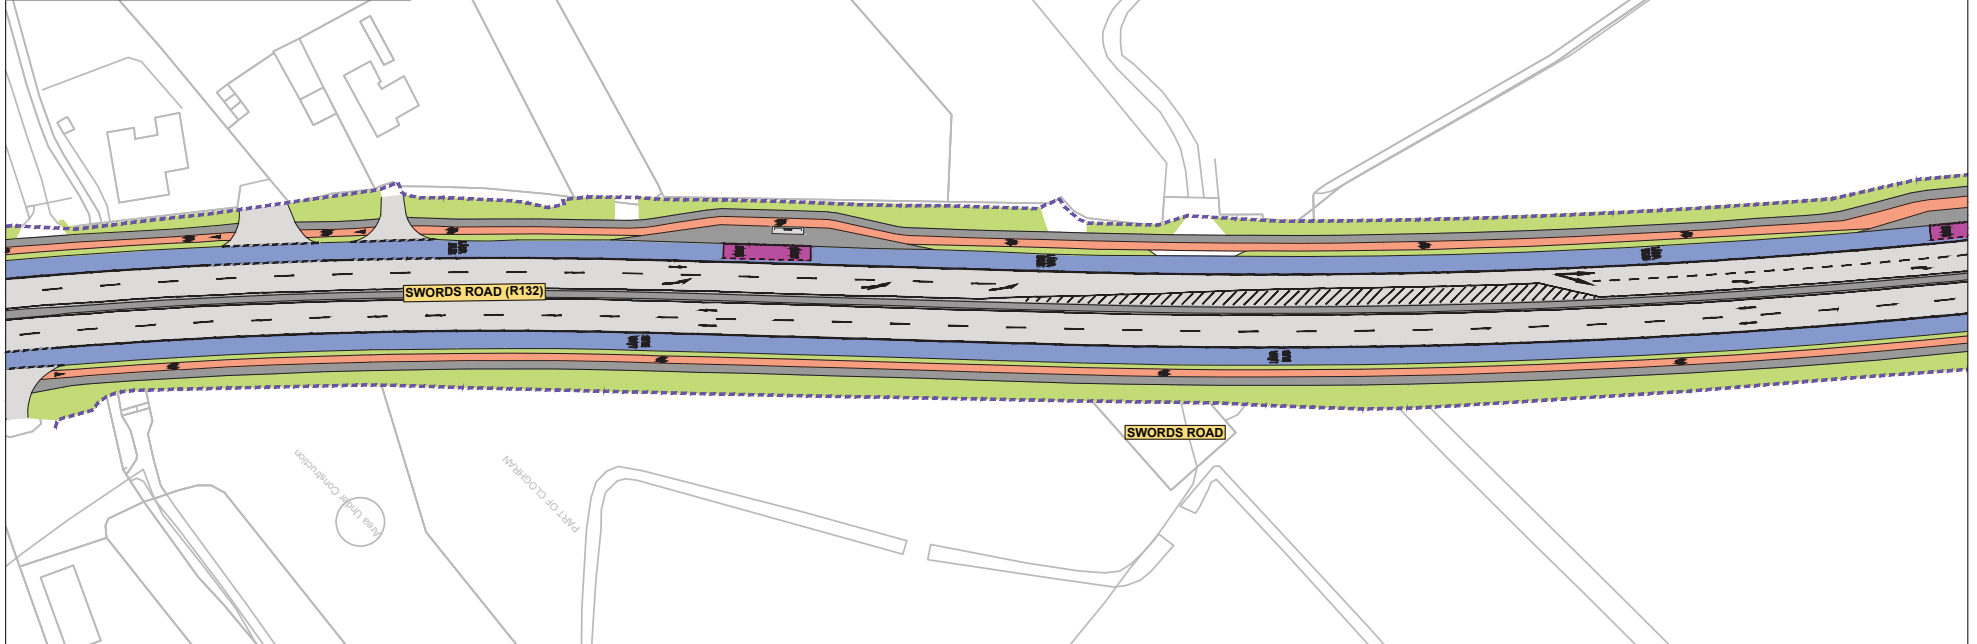 SWORDS ROAD (R132)
SWORDS ROAD
Area Under Construction
PART OF CLOGHRAN